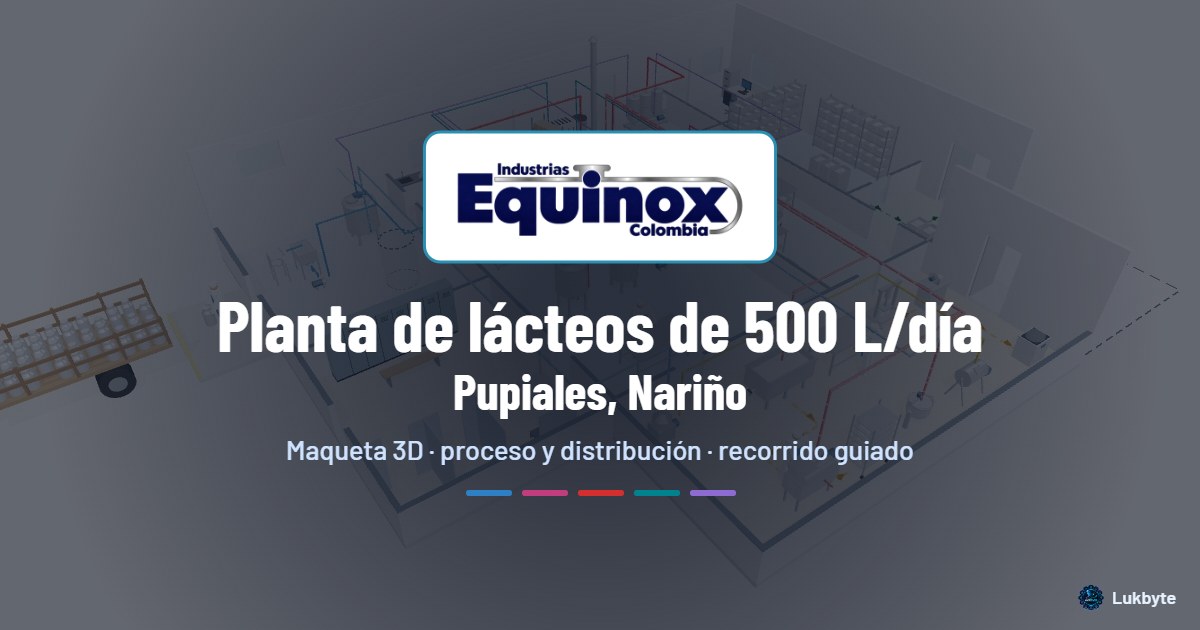 Industrias
Equinox
Colombia
Planta de lácteos de 500 L/día
Pupiales, Nariño
Maqueta 3D · proceso y distribución · recorrido guiado
Lukbyte